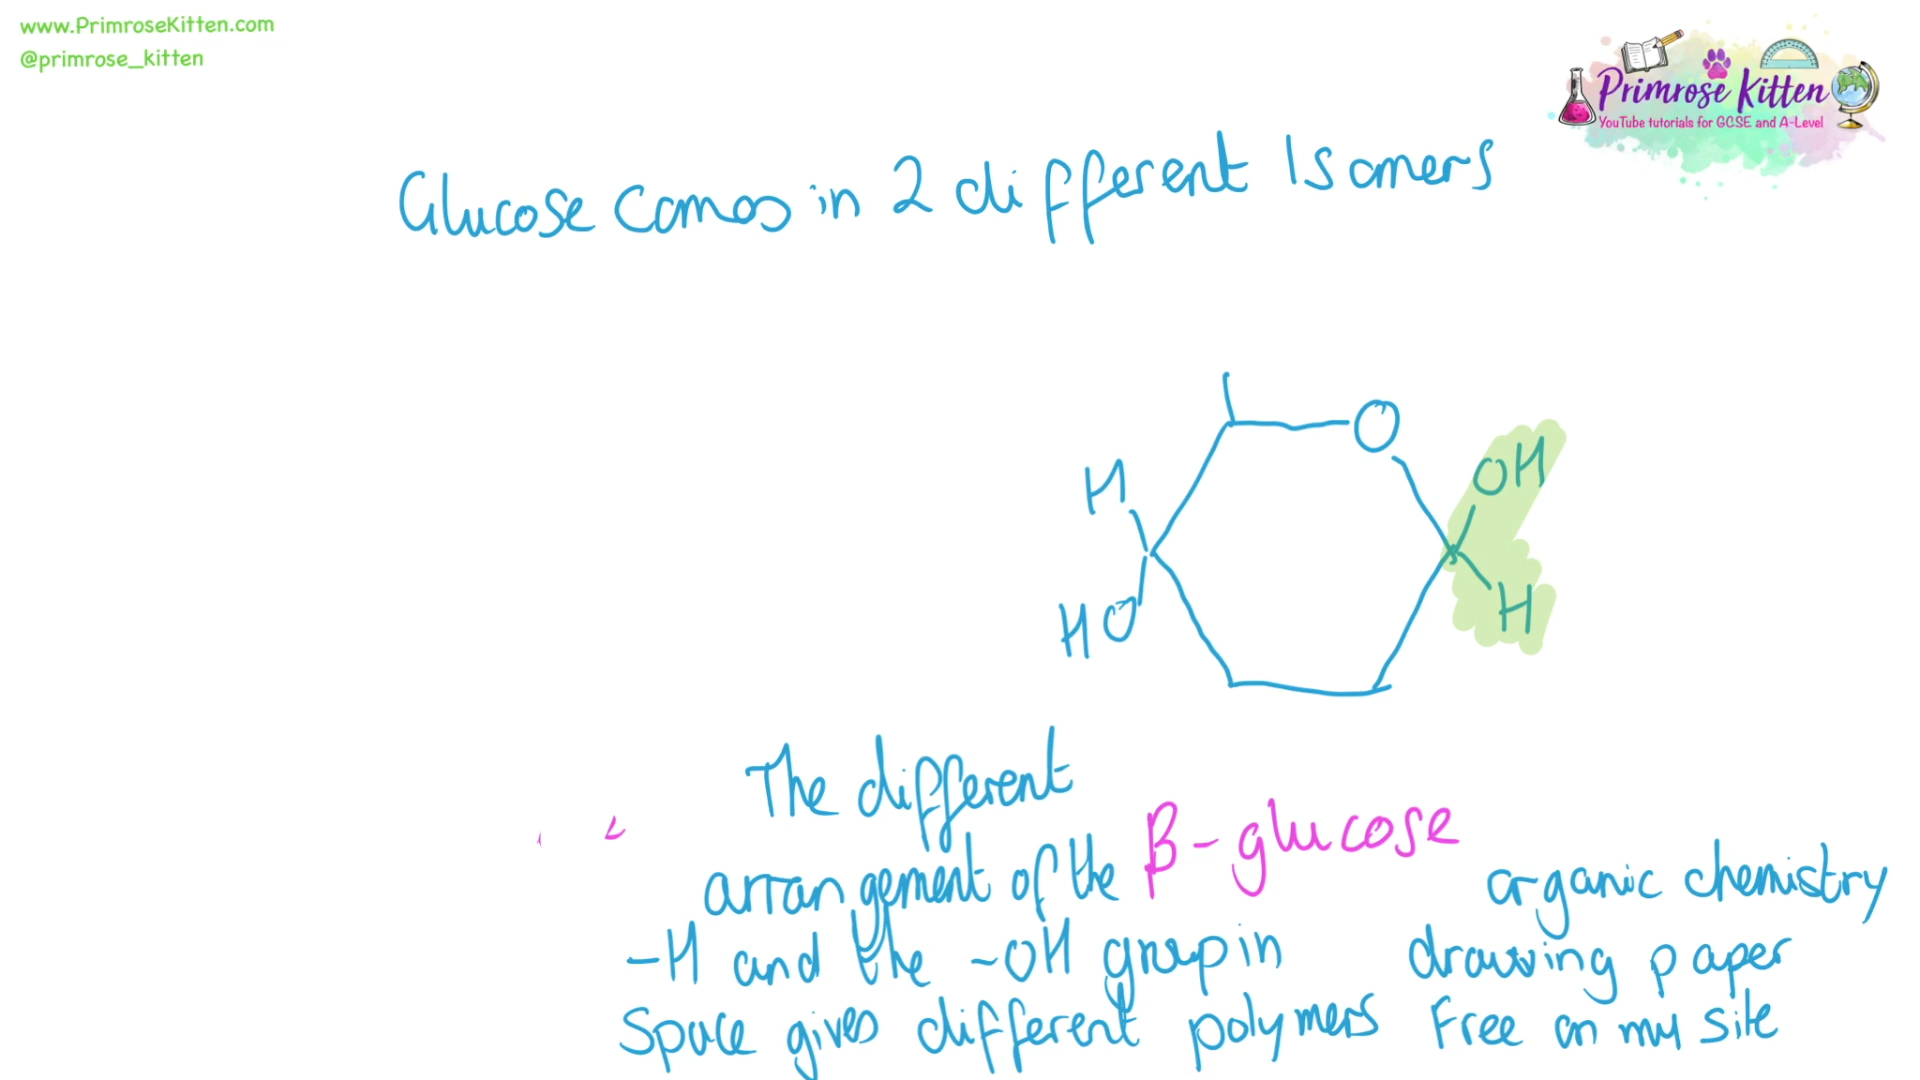 www.PrimroseKitten.com
@primrose_kitten
Primrose Kitten
YouTube tutorials for GCSE and A-Level
Glucose comes in 2 different Isomers
O
OH
H
H
HO
The different
arrangement of the
-H and the -OH group in
Space gives different polymers
β-glucose
organic chemistry
drawing paper
Free on my site